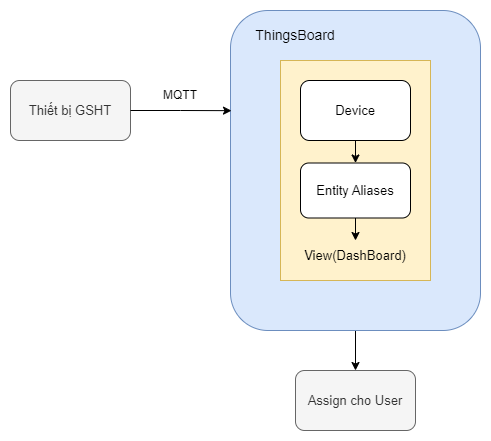 ThingsBoard
Thiết bị GSHT
MQTT
Device
Entity Aliases
View(DashBoard)
Assign cho User